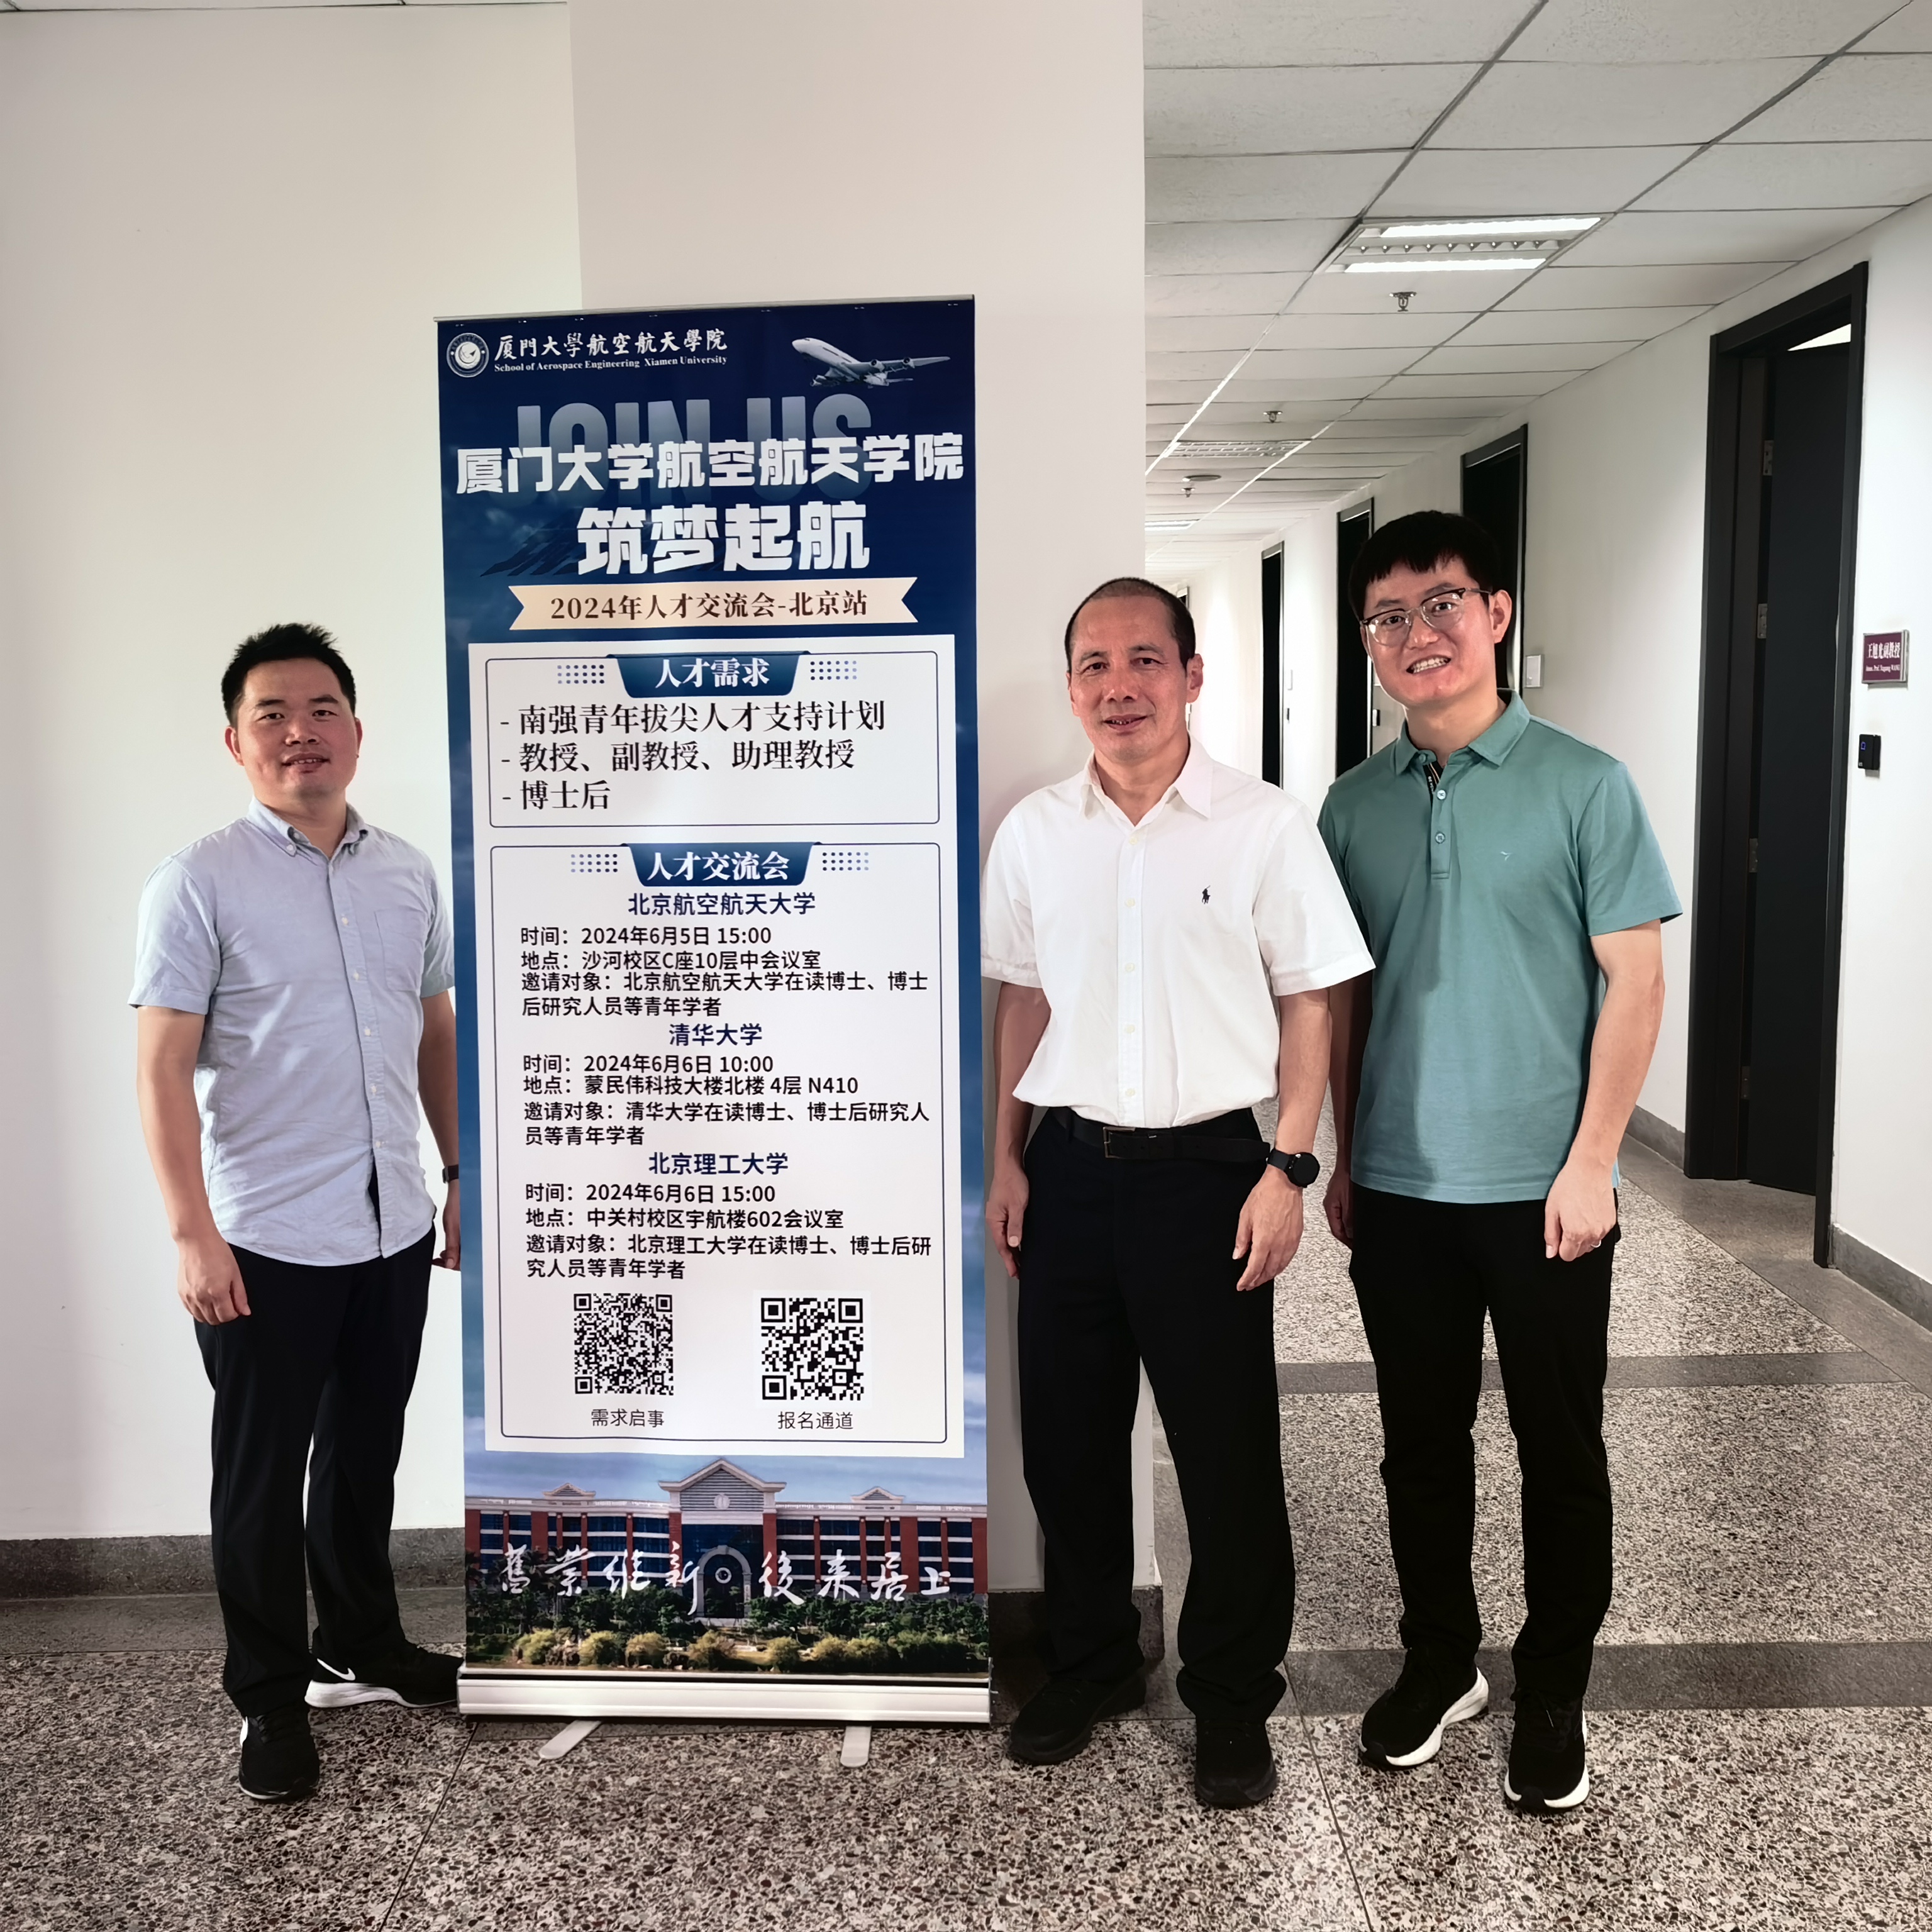 厦門大學航空航天學院
School of Aerospace Engineering Xiamen University
JOIN US
厦门大学航空航天学院
筑梦起航
2024年人才交流会-北京站
人才需求
- 南强青年拔尖人才支持计划
- 教授、副教授、助理教授
- 博士后
人才交流会
北京航空航天大学
时间：2024年6月5日 15:00
地点：沙河校区C座10层中会议室
邀请对象：北京航空航天大学在读博士、博士
后研究人员等青年学者
清华大学
时间：2024年6月6日 10:00
地点：蒙民伟科技大楼北楼 4层 N410
邀请对象：清华大学在读博士、博士后研究人
员等青年学者
北京理工大学
时间：2024年6月6日 15:00
地点：中关村校区宇航楼602会议室
邀请对象：北京理工大学在读博士、博士后研
究人员等青年学者
需求启事
报名通道
舊業維新 後来居上
副教授